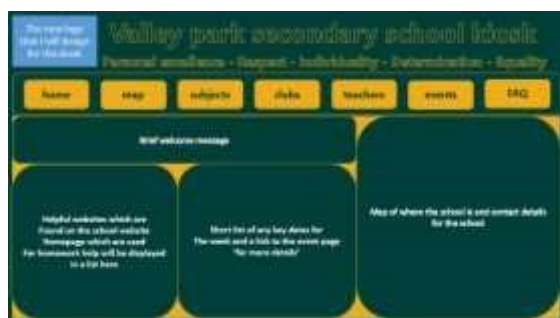 The new logo
that I will design
for the kiosk
Valley park secondary school kiosk
Personal excellence - Respect - Individuality - Determination - Equality
home
map
subjects
clubs
teachers
events
FAQ
Brief welcome message
Helpful websites which are
Found on the school website
Homepage which are used
For homework help will be displayed
in a list here
Short list of any key dates for
The week and a link to the event page
"for more details"
Map of where the school is and contact details
for the school